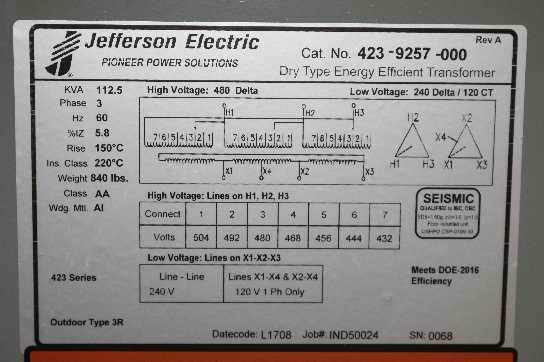 Jefferson Electric
PIONEER POWER SOLUTIONS
Rev A
Cat. No. 423-9257-000
Dry Type Energy Efficient Transformer
KVA 112.5
Phase 3
Hz 60
%IZ 5.8
Rise 150°C
Ins. Class 220°C
Weight 840 lbs.
Class AA
Wdg. Mtl. Al
High Voltage: 480 Delta
Low Voltage: 240 Delta / 120 CT
H1 H2 H3
7 6 5 4 3 2 1 7 6 5 4 3 2 1 7 6 5 4 3 2 1
X1 X4 X2 X3
H2 X2
X4
H1 H3 X1 X3
High Voltage: Lines on H1, H2, H3
Connect 1 2 3 4 5 6 7
Volts 504 492 480 468 456 444 432
SEISMIC
QUALIFIED to IEC, CBC
Floor mounted unit
Low Voltage: Lines on X1-X2-X3
Line - Line Lines X1-X4 & X2-X4
240 V 120 V 1 Ph Only
423 Series
Meets DOE-2016
Efficiency
Outdoor Type 3R
Datecode: L1708 Job#: IND50024 SN: 0068